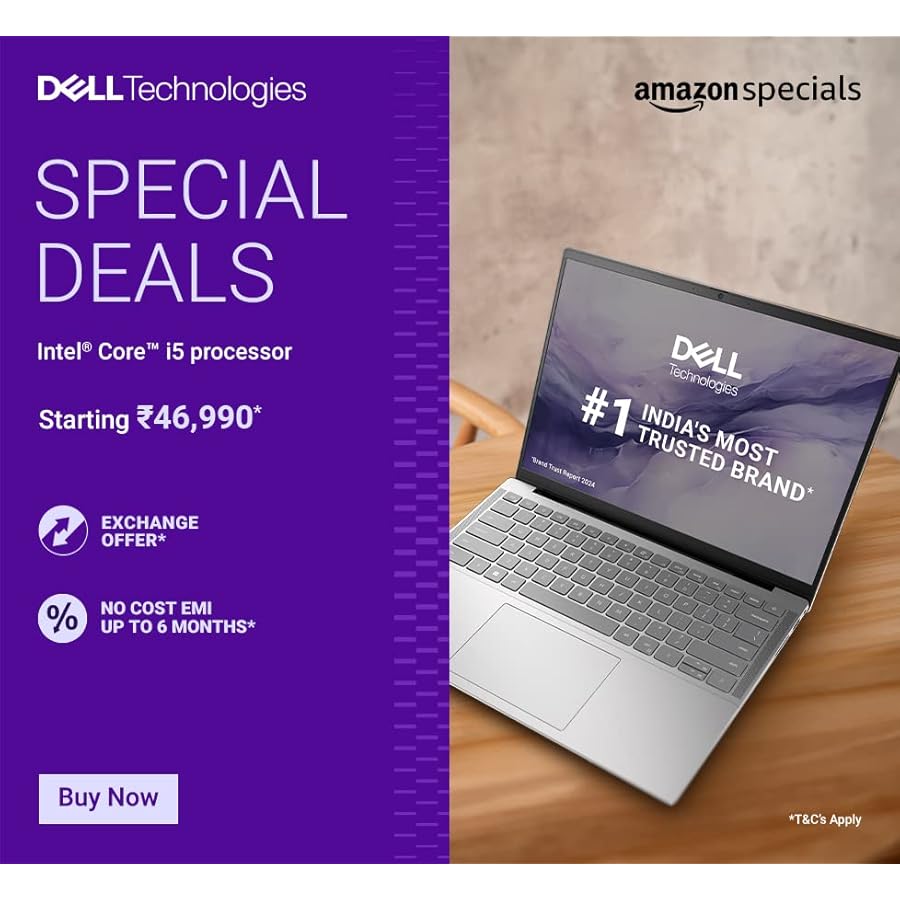 DELL Technologies
SPECIAL
DEALS
Intel® Core™ i5 processor
Starting ₹46,990*
EXCHANGE
OFFER*
%
NO COST EMI
UP TO 6 MONTHS*
Buy Now
amazon specials
DELL
Technologies
#1 INDIA'S MOST
TRUSTED BRAND*
*Brand Trust Report 2024
*T&C's Apply